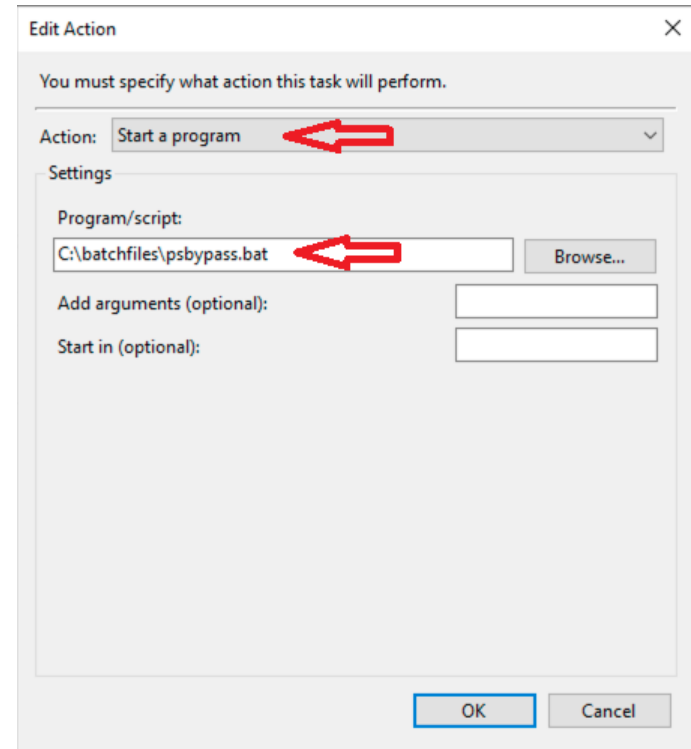 Edit Action
You must specify what action this task will perform.
Action: Start a program
Settings
Program/script:
C:\batchfiles\psbypass.bat Browse...
Add arguments (optional):
Start in (optional):
OK Cancel